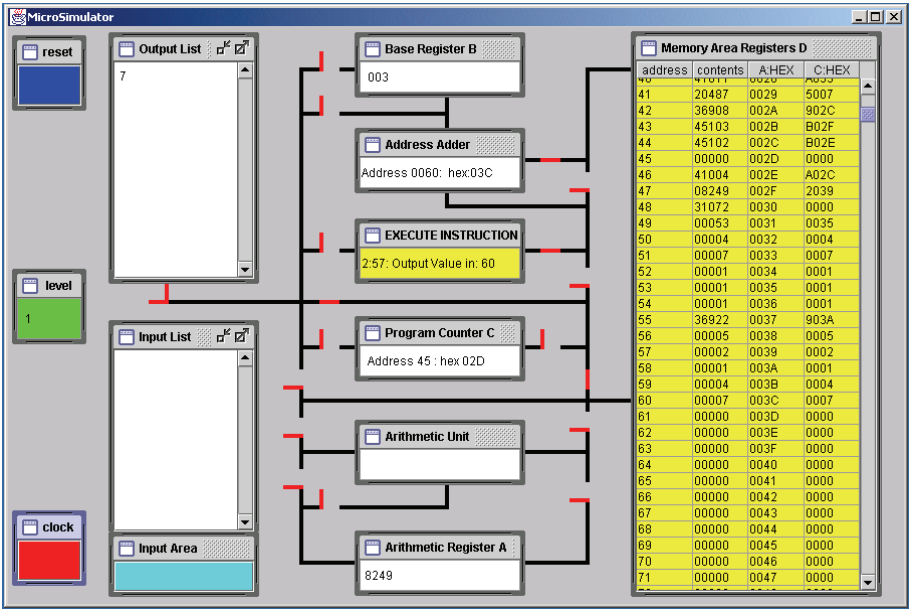 MicroSimulator
reset
level
1
clock
Output List
7
Input List
Input Area
Base Register B
003
Address Adder
Address 0060: hex:03C
EXECUTE INSTRUCTION
2:57: Output Value in: 60
Program Counter C
Address 45 : hex 02D
Arithmetic Unit
Arithmetic Register A
8249
Memory Area Registers D
address contents A:HEX C:HEX
41 20487 0029 5007
42 36908 002A 902C
43 45103 002B B02F
44 45102 002C B02E
45 00000 002D 0000
46 41004 002E A02C
47 08249 002F 2039
48 31072 0030 0000
49 00053 0031 0035
50 00004 0032 0004
51 00007 0033 0007
52 00001 0034 0001
53 00001 0035 0001
54 00001 0036 0001
55 36922 0037 903A
56 00005 0038 0005
57 00002 0039 0002
58 00001 003A 0001
59 00004 003B 0004
60 00007 003C 0007
61 00000 003D 0000
62 00000 003E 0000
63 00000 003F 0000
64 00000 0040 0000
65 00000 0041 0000
66 00000 0042 0000
67 00000 0043 0000
68 00000 0044 0000
69 00000 0045 0000
70 00000 0046 0000
71 00000 0047 0000